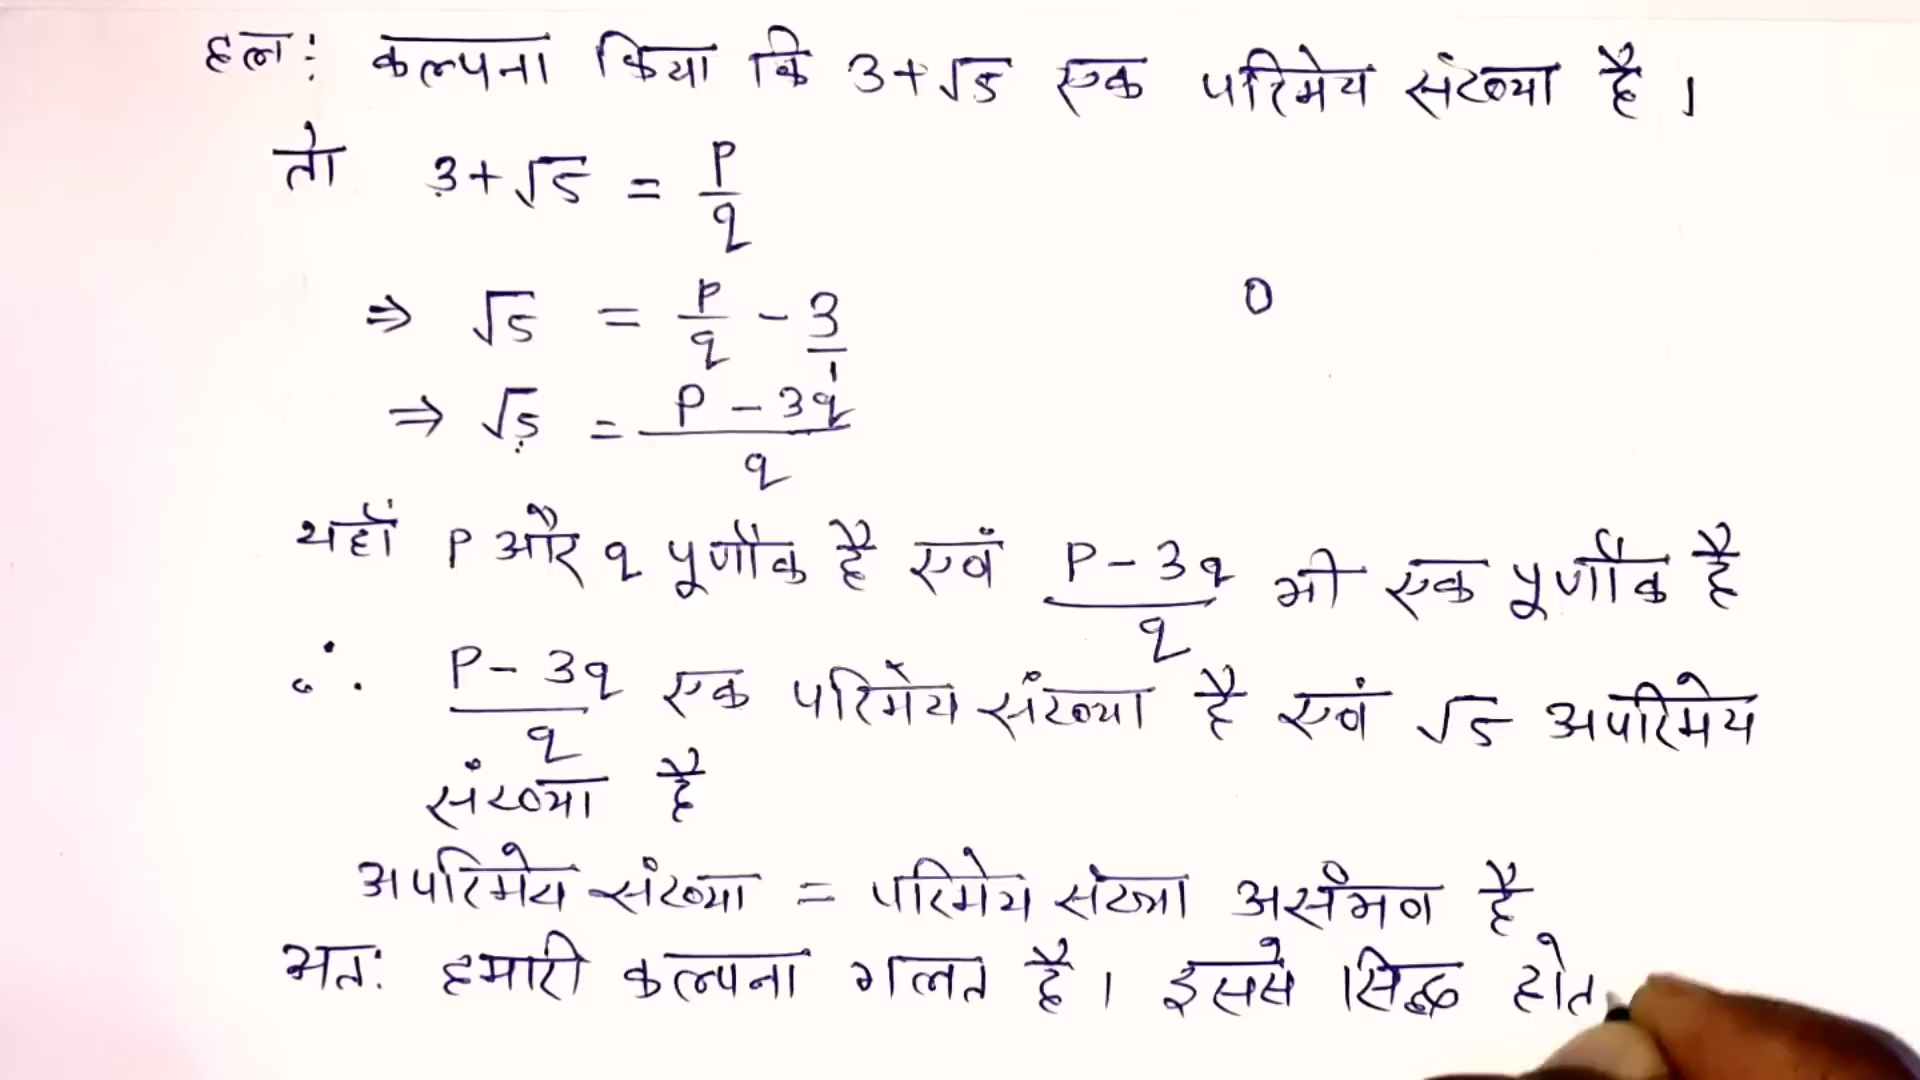 हल: कल्पना किया कि 3+√5 एक परिमेय संख्या है ।
तो 3+√5 = p/q
⇒ √5 = p/q - 3/1
0
⇒ √5 = (p - 3q)/q
यहाँ p और q पूर्णांक है एवं (p - 3q)/q भी एक पूर्णांक है
∴ (p - 3q)/q एक परिमेय संख्या है एवं √5 अपरिमेय
संख्या है
अपरिमेय संख्या = परिमेय संख्या असंभव है
अत: हमारी कल्पना गलत है । इससे सिद्ध होत